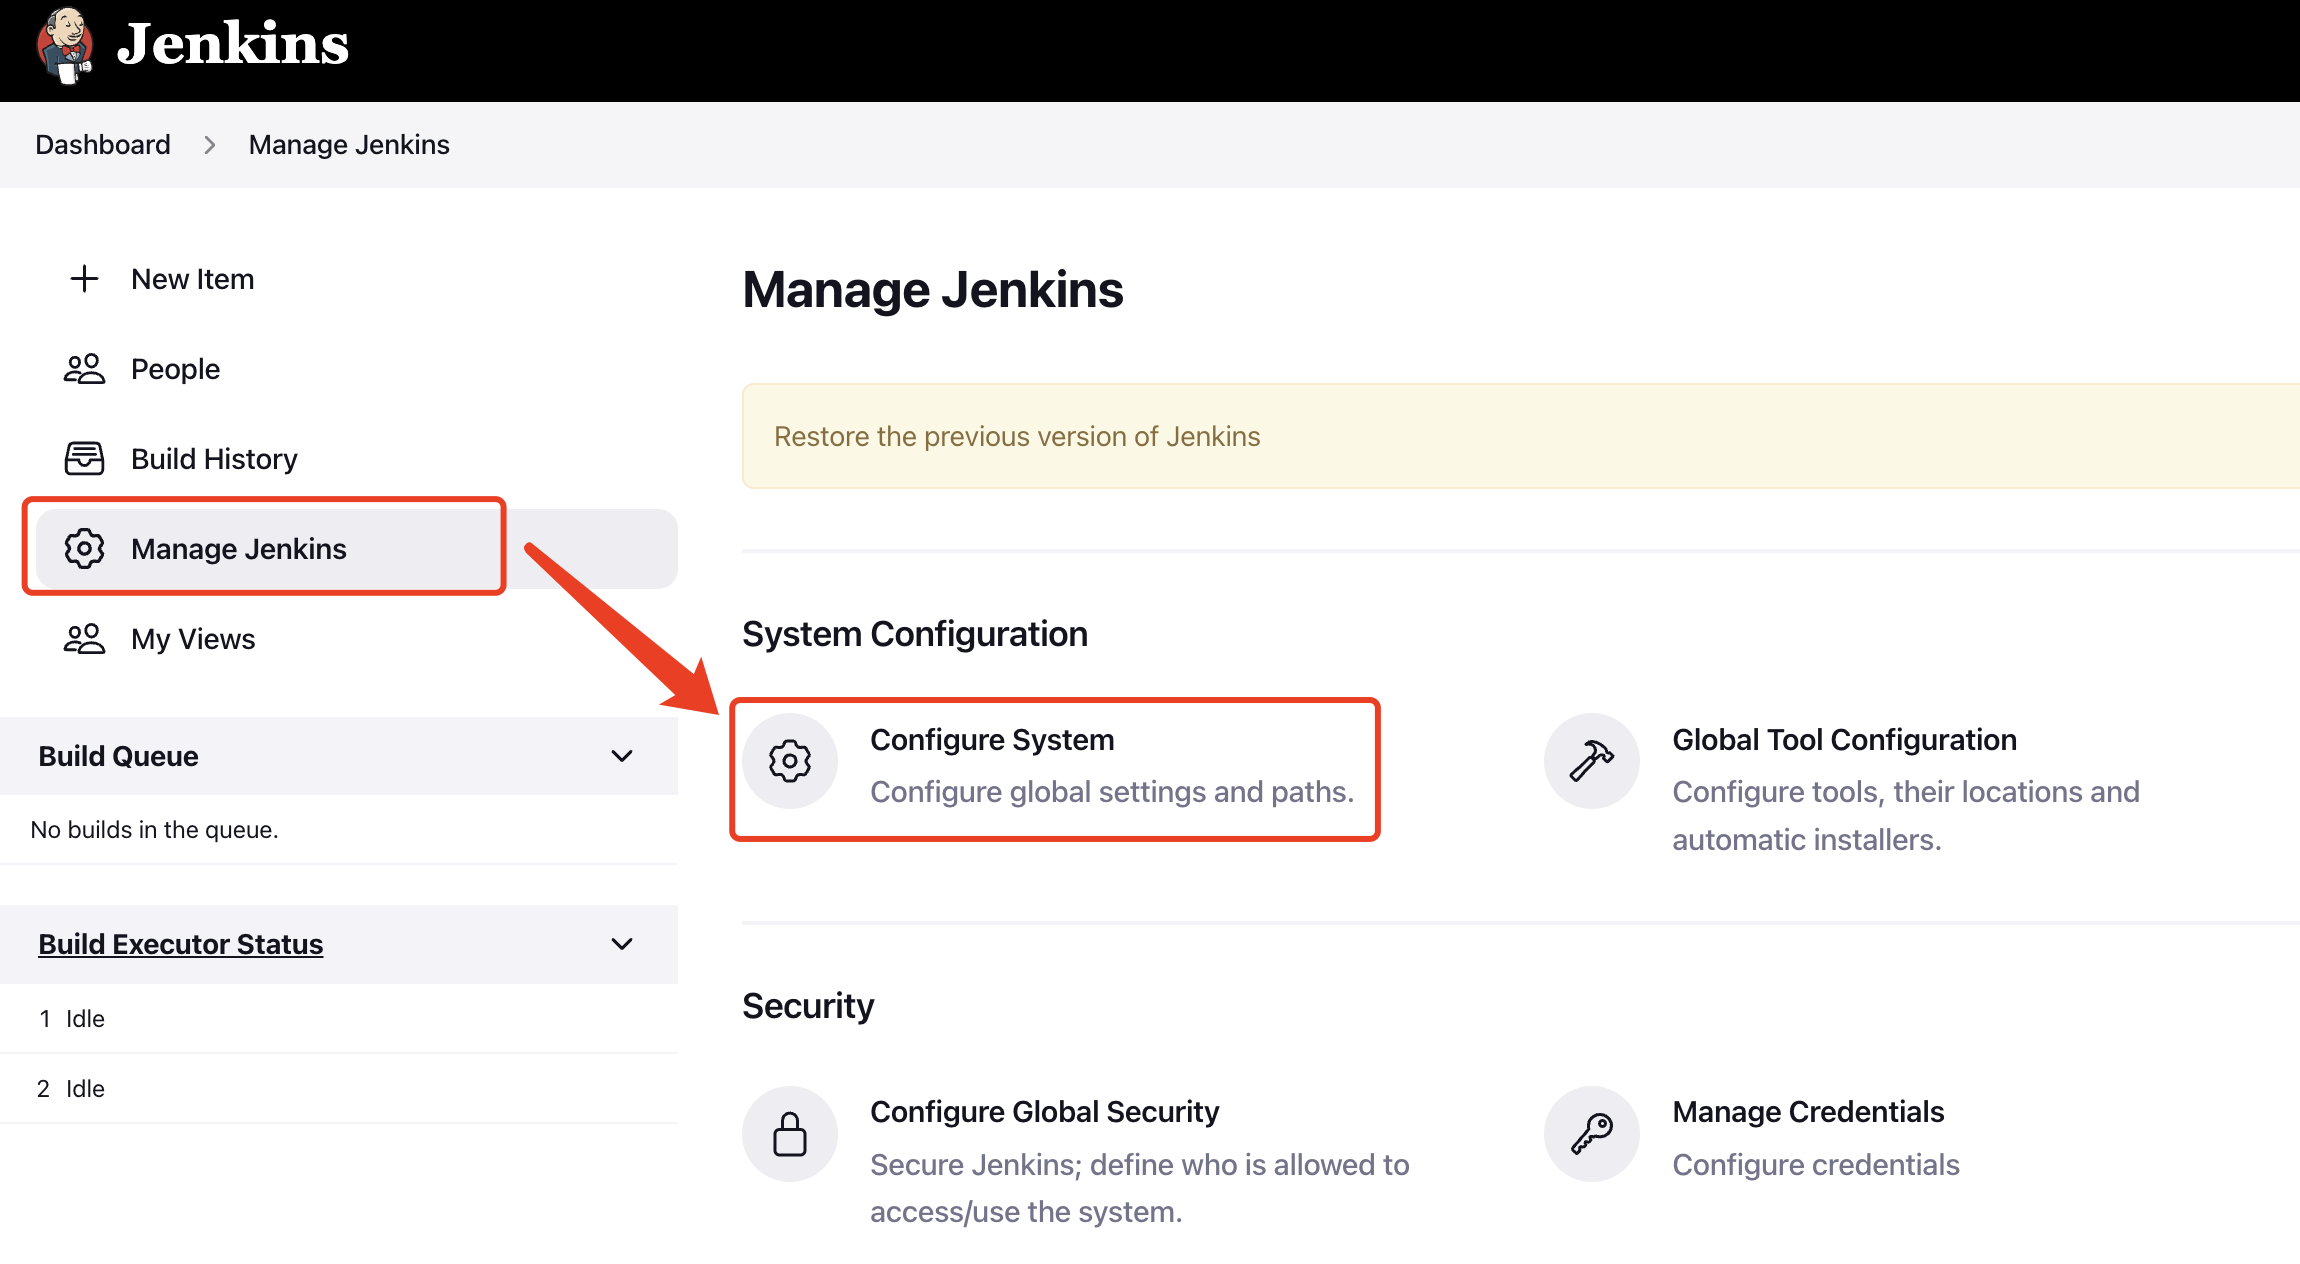 Jenkins
Dashboard
Manage Jenkins
New Item
People
Build History
Manage Jenkins
My Views
Build Queue
No builds in the queue.
Build Executor Status
1 Idle
2 Idle
Manage Jenkins
Restore the previous version of Jenkins
System Configuration
Configure System
Configure global settings and paths.
Global Tool Configuration
Configure tools, their locations and
automatic installers.
Security
Configure Global Security
Secure Jenkins; define who is allowed to
access/use the system.
Manage Credentials
Configure credentials